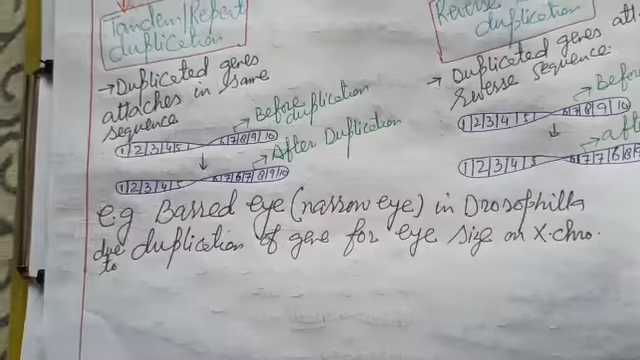 Tandem/Repeat
duplication
→ Duplicated genes
attaches in same
sequence
→ Before
duplication
1 2 3 4 5 6 7 8 9 10
↓
→ After Duplication
1 2 3 4 5 6 7 6 7 8 9 10
Reverse
duplication
→ Duplicated genes att
Reverse sequence.
→ Before
1 2 3 4 5 6 7 8 9 10
↓
→ after
1 2 3 4 5 6 7 7 6 8 9
e.g Barred eye (narrow eye) in Drosophilla
due to duplication of gene for eye size on X-chro.